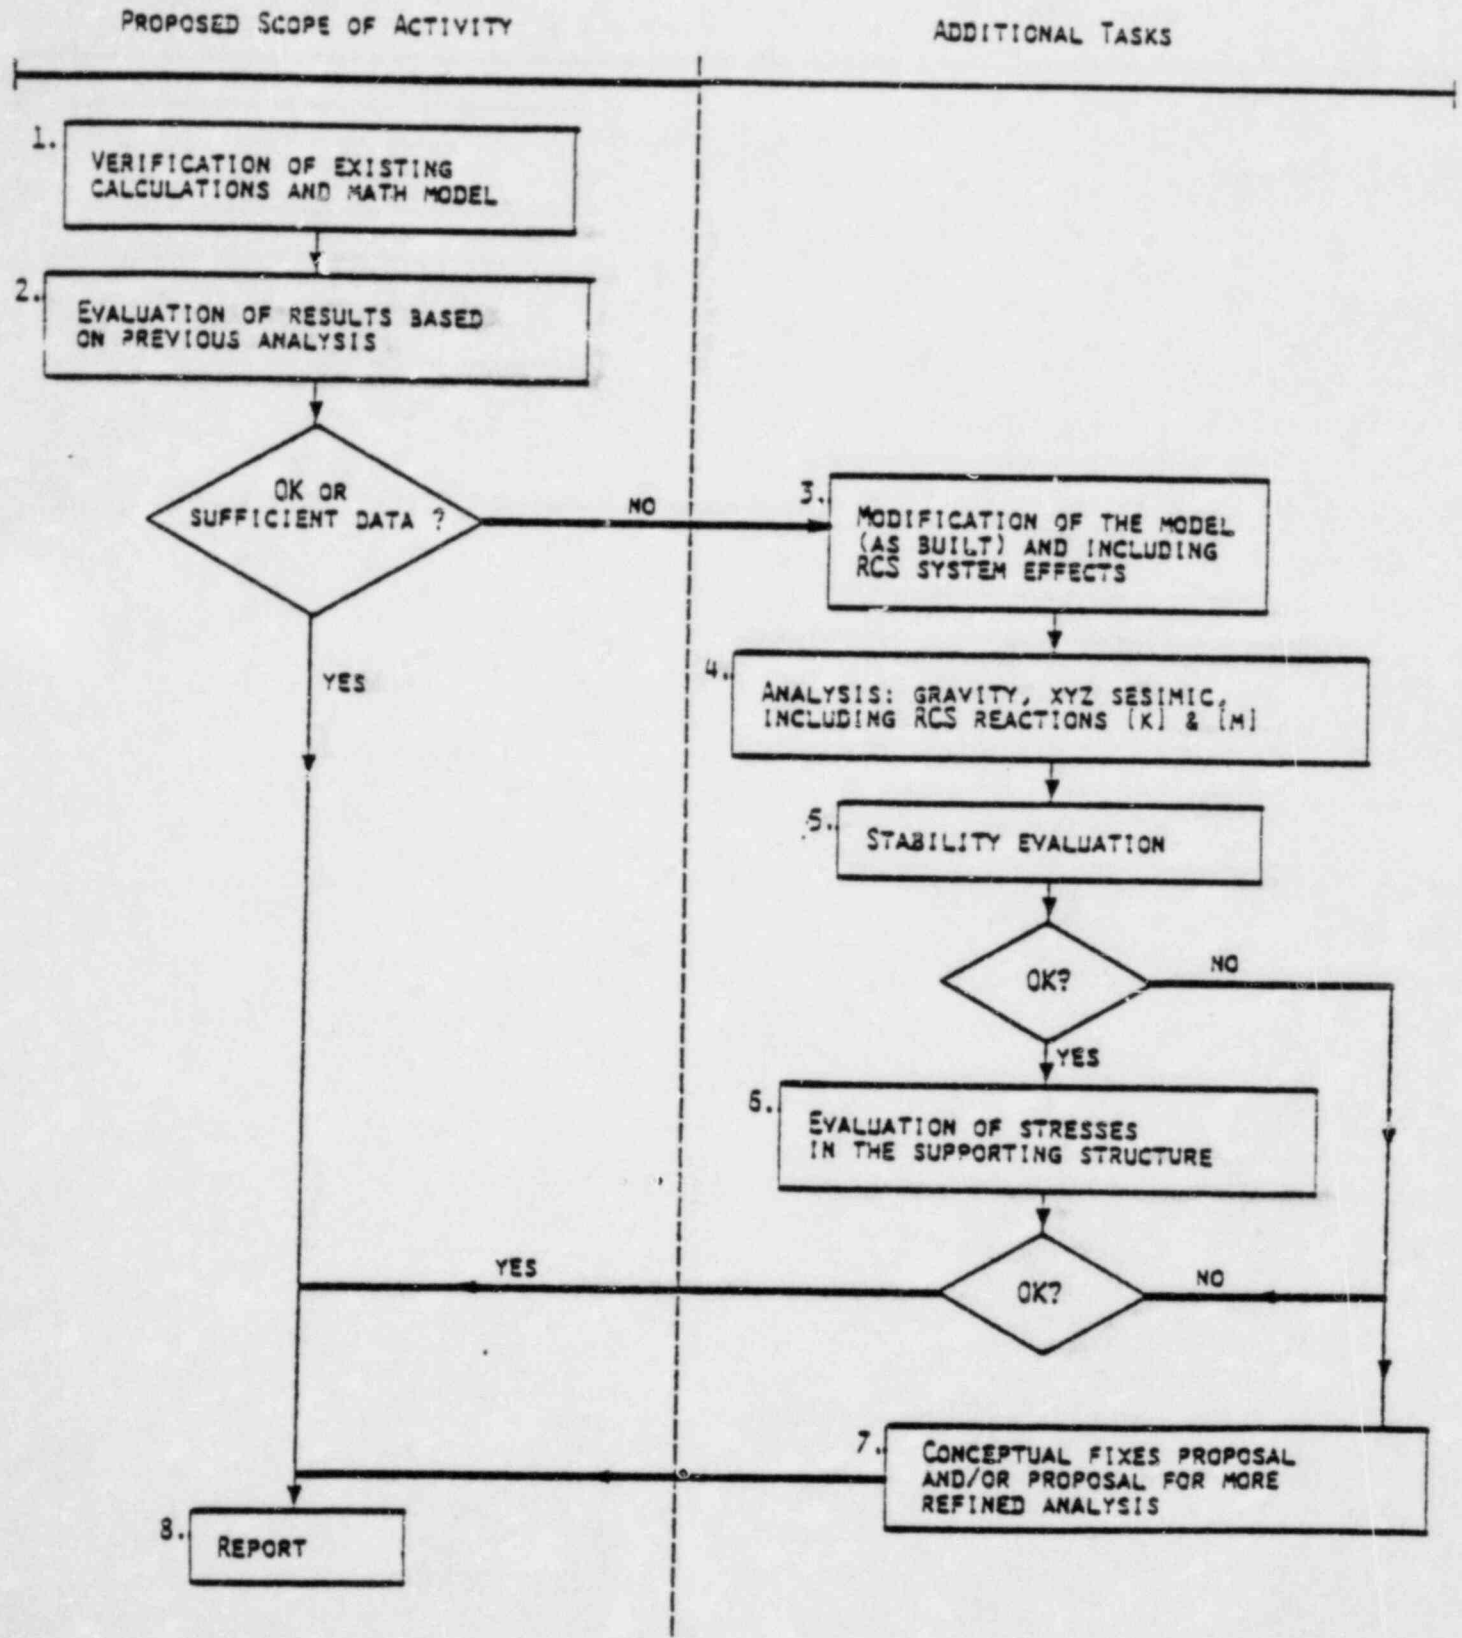 PROPOSED SCOPE OF ACTIVITY
ADDITIONAL TASKS
1.
VERIFICATION OF EXISTING
CALCULATIONS AND MATH MODEL
2.
EVALUATION OF RESULTS BASED
ON PREVIOUS ANALYSIS
OK OR
SUFFICIENT DATA ?
NO
YES
3.
MODIFICATION OF THE MODEL
(AS BUILT) AND INCLUDING
RCS SYSTEM EFFECTS
4.
ANALYSIS: GRAVITY, XYZ SESIMIC,
INCLUDING RCS REACTIONS [K] & [M]
5.
STABILITY EVALUATION
OK?
NO
YES
6.
EVALUATION OF STRESSES
IN THE SUPPORTING STRUCTURE
YES
OK?
NO
7.
CONCEPTUAL FIXES PROPOSAL
AND/OR PROPOSAL FOR MORE
REFINED ANALYSIS
8.
REPORT